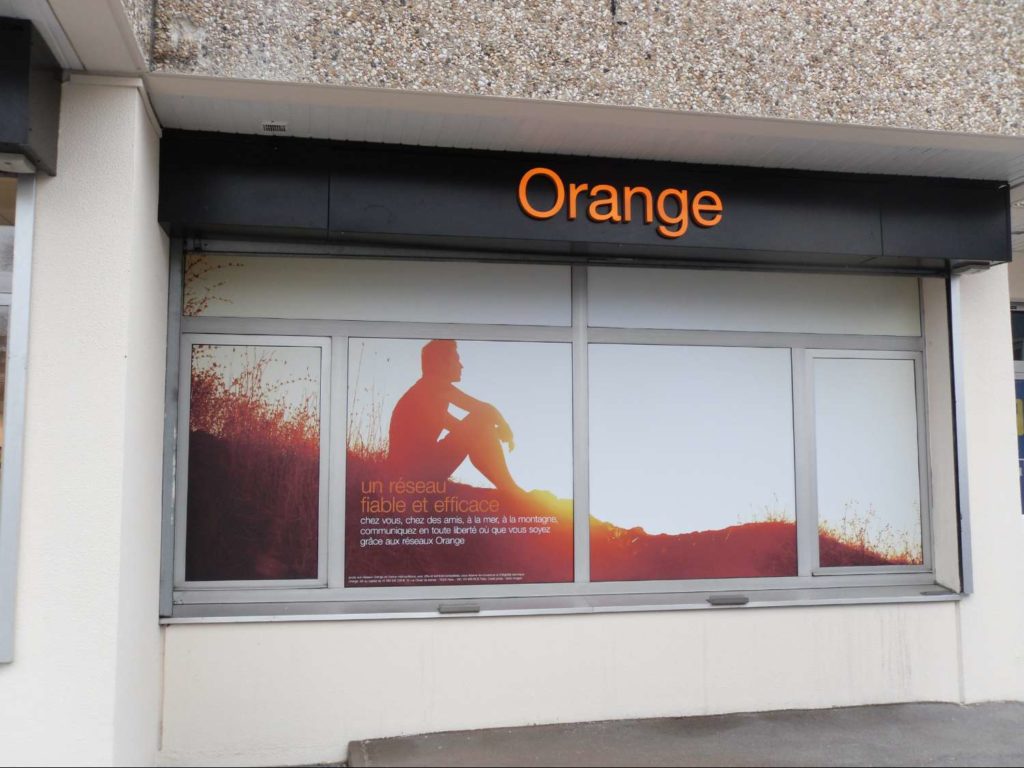 Orange
un réseau
fiable et efficace
chez vous, chez des amis, à la mer, à la montagne,
communiquez en toute liberté où que vous soyez
grâce aux réseaux Orange